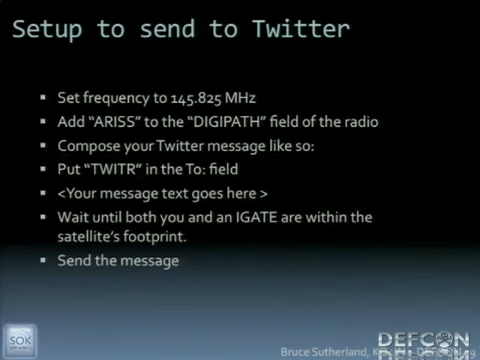 Setup to send to Twitter
▪ Set frequency to 145.825 MHz
▪ Add “ARISS” to the “DIGIPATH” field of the radio
▪ Compose your Twitter message like so:
▪ Put “TWITR” in the To: field
▪ <Your message text goes here >
▪ Wait until both you and an IGATE are within the
satellite’s footprint.
▪ Send the message
SOK
DEFCON
Bruce Sutherland,